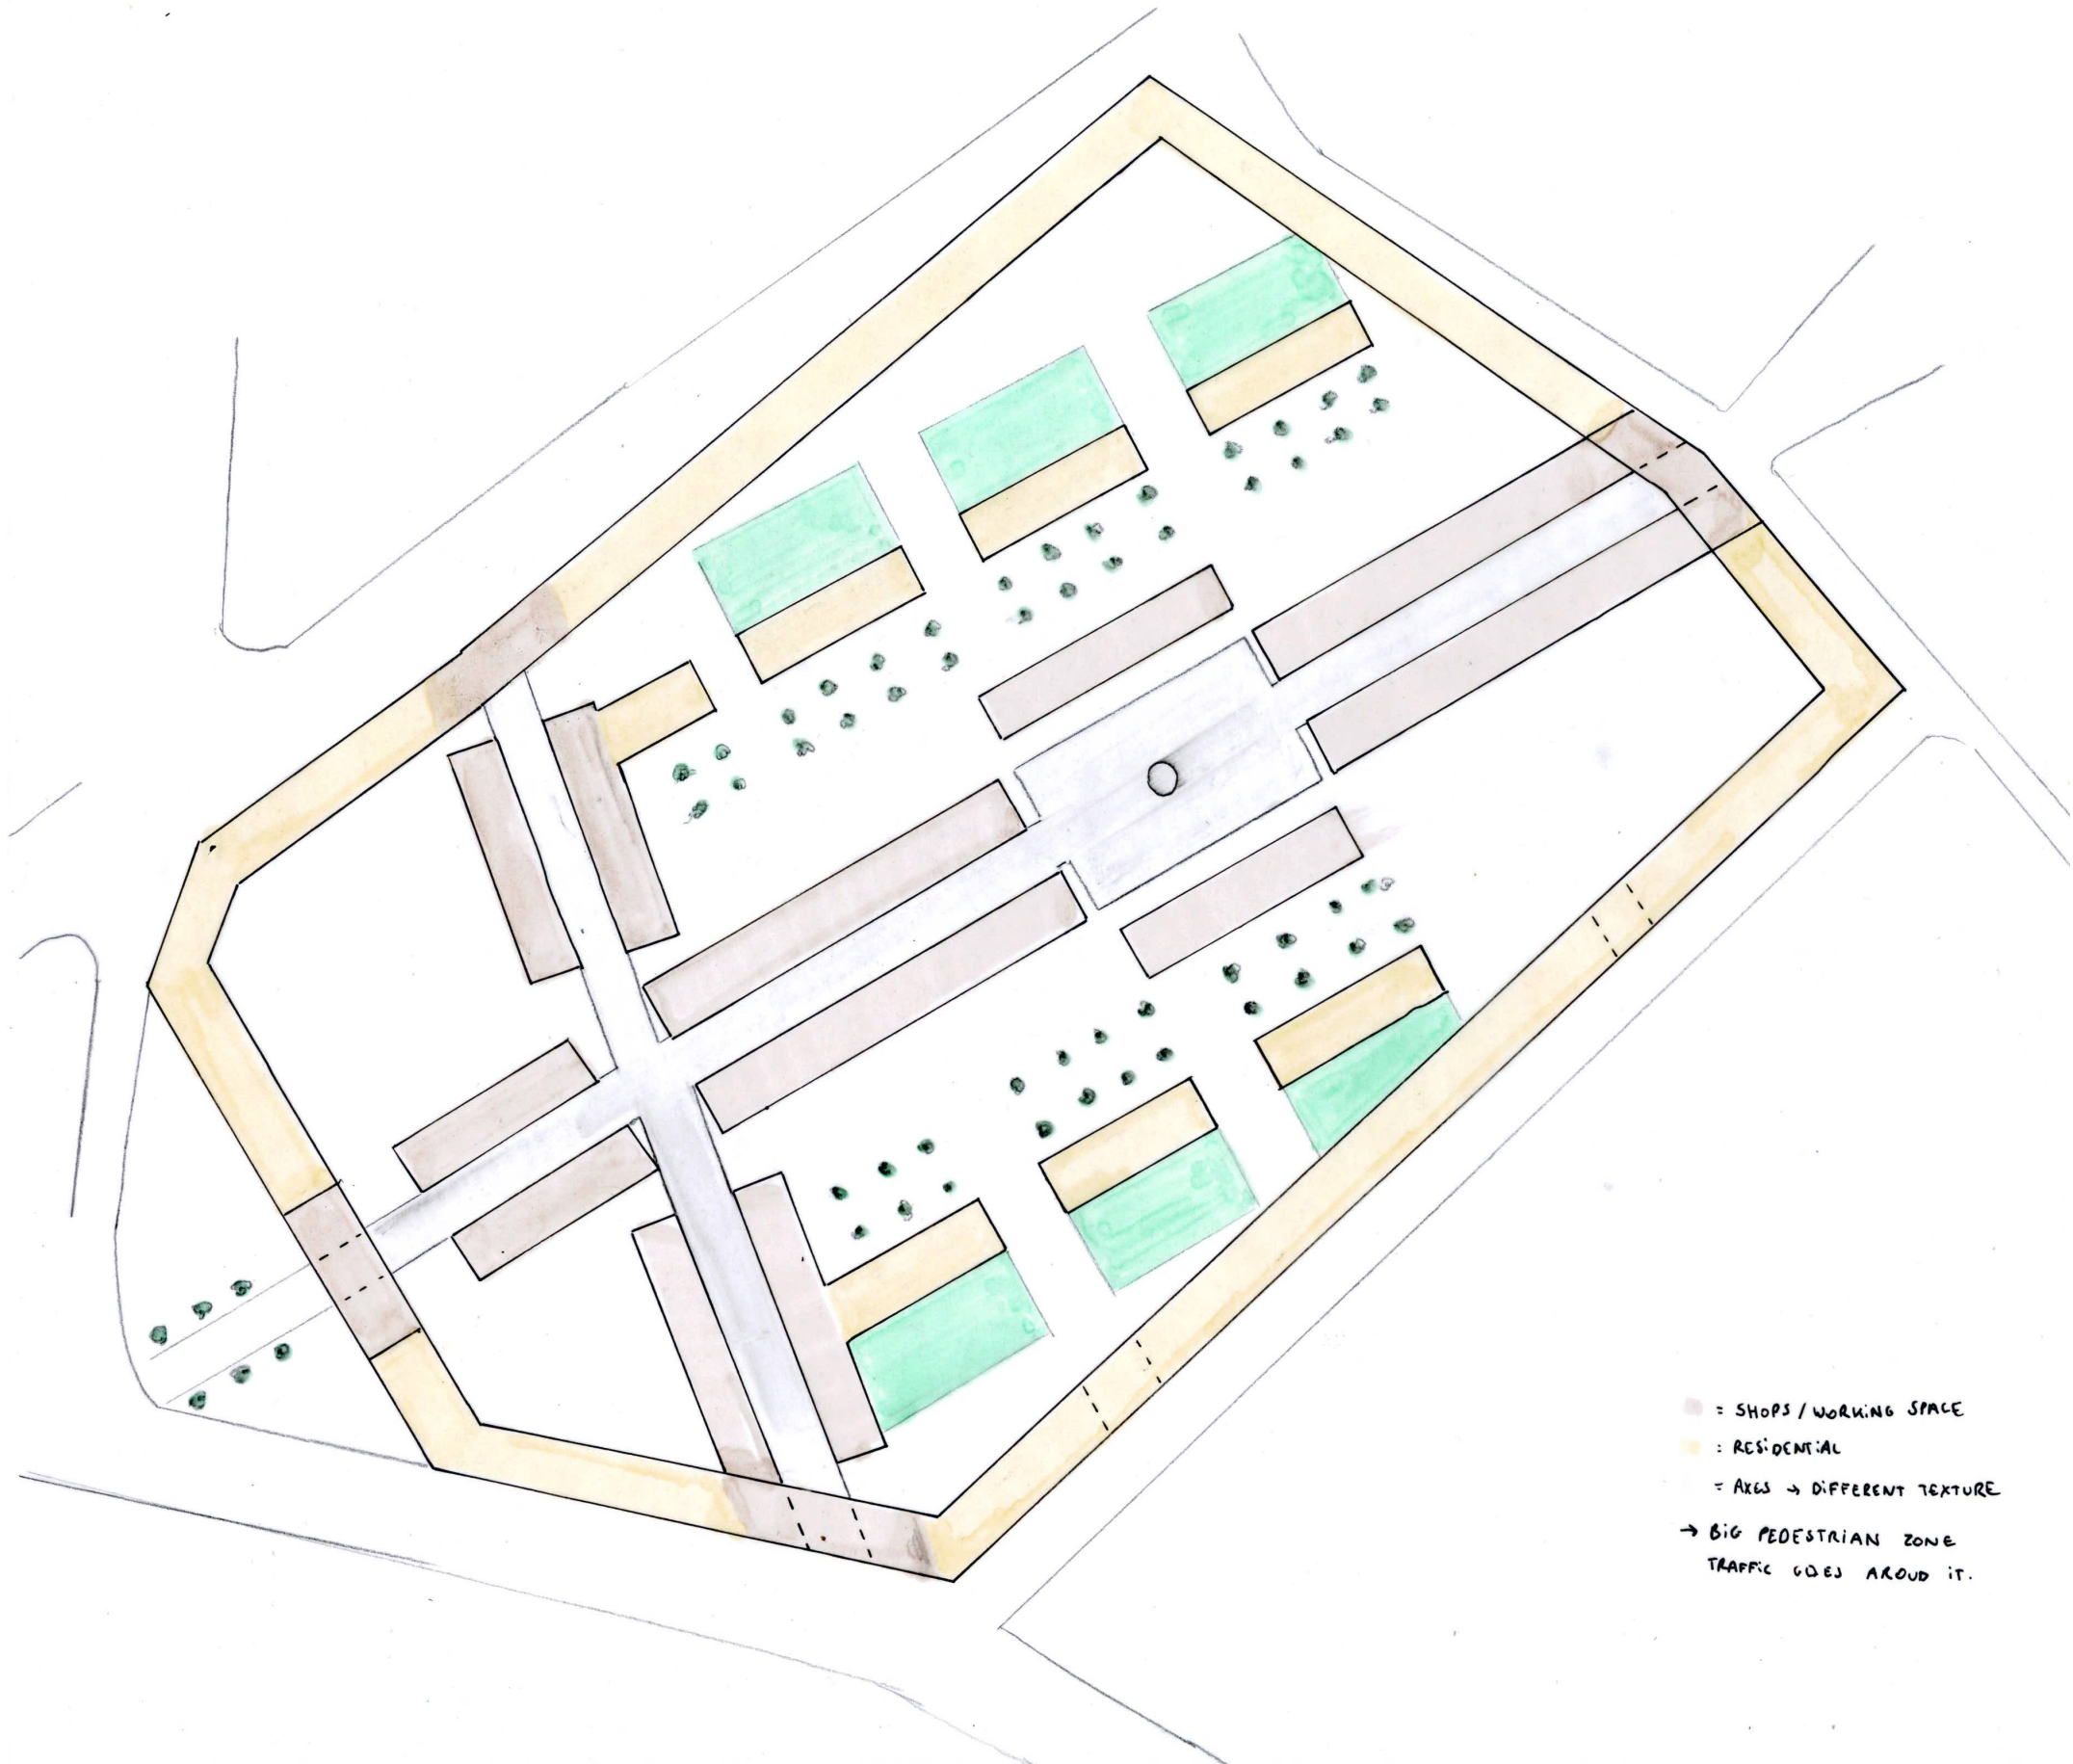 = SHOPS / WORKING SPACE
: RESIDENTIAL
= AXES → DIFFERENT TEXTURE
→ BIG PEDESTRIAN ZONE
TRAFFIC GOES AROUD IT.